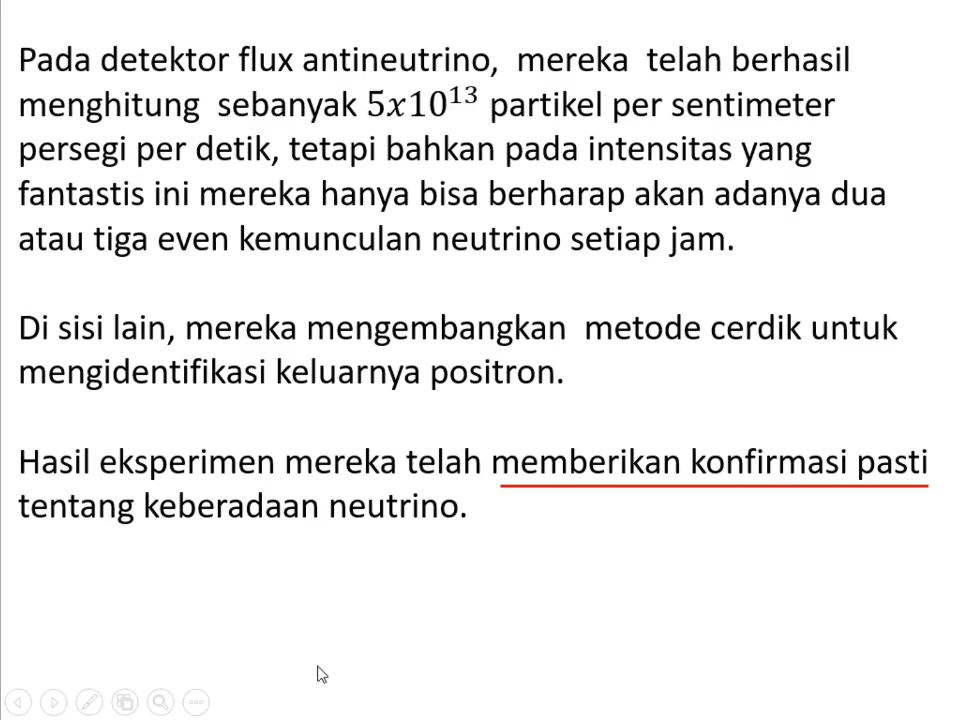 Pada detektor flux antineutrino, mereka telah berhasil
menghitung sebanyak 5x10¹³ partikel per sentimeter
persegi per detik, tetapi bahkan pada intensitas yang
fantastis ini mereka hanya bisa berharap akan adanya dua
atau tiga even kemunculan neutrino setiap jam.
Di sisi lain, mereka mengembangkan metode cerdik untuk
mengidentifikasi keluarnya positron.
Hasil eksperimen mereka telah memberikan konfirmasi pasti
tentang keberadaan neutrino.